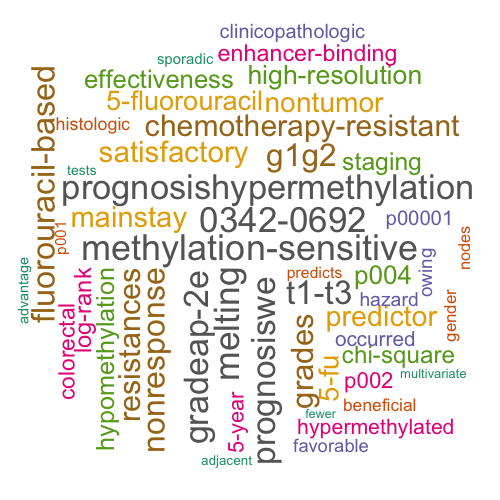 clinicopathologic
sporadic
enhancer-binding
effectiveness
high-resolution
5-fluorouracil
nontumor
histologic
chemotherapy-resistant
fluorouracil-based
satisfactory
g1g2
staging
tests
prognosishypermethylation
p001
mainstay
0342-0692
p00001
methylation-sensitive
nodes
owing
advantage
colorectal
log-rank
hypomethylation
resistances
nonresponse
gradeap-2e
melting
5-year
prognosiswe
predicts
t1-t3
p004
hazard
gender
grades
5-fu
predictor
occurred
chi-square
p002
multivariate
beneficial
fewer
hypermethylated
favorable
adjacent